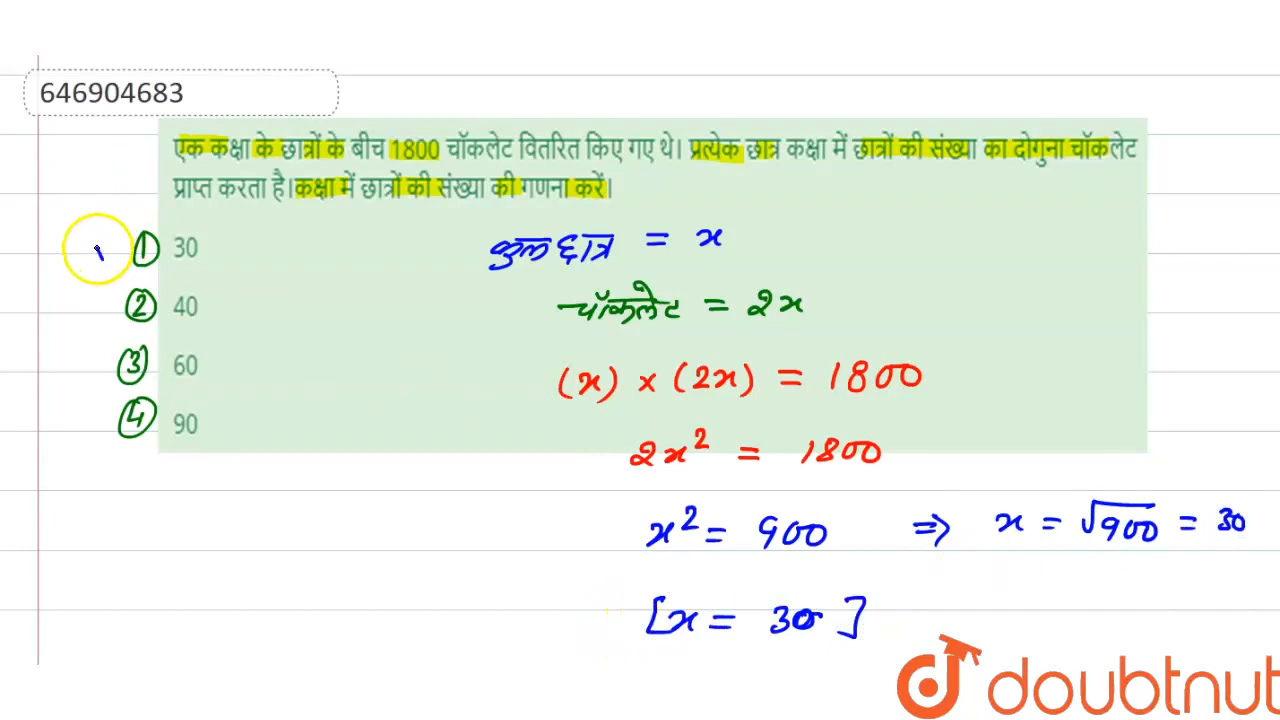 646904683
एक कक्षा के छात्रों के बीच 1800 चॉकलेट वितरित किए गए थे। प्रत्येक छात्र कक्षा में छात्रों की संख्या का दोगुना चॉकलेट
प्राप्त करता है।कक्षा में छात्रों की संख्या की गणना करें।
① 30
② 40
③ 60
④ 90
कुल छात्र = x
चॉकलेट = 2x
(x) × (2x) = 1800
2x² = 1800
x² = 900 ⇒ x = √900 = 30
[x = 30]
doubtnut